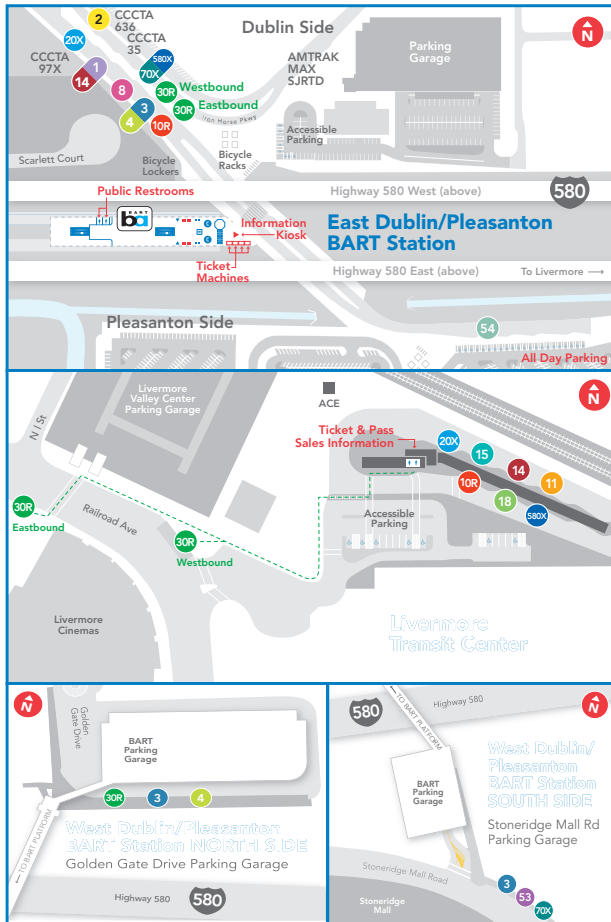 Dublin Side
N
2
CCCTA
636
20X
CCCTA
35
CCCTA
97X
580X
70X
1
14
8
30R
Westbound
Eastbound
30R
3
4
10R
Iron Horse Pkwy
AMTRAK
MAX
SJRTD
Parking
Garage
Accessible
Parking
Scarlett Court
Bicycle
Lockers
Bicycle
Racks
Public Restrooms
Highway 580 West (above)
580
BART
ba
Information
Kiosk
East Dublin/Pleasanton
BART Station
Ticket
Machines
Highway 580 East (above)
To Livermore
Pleasanton Side
54
All Day Parking
N
N I St
Livermore
Valley Center
Parking Garage
ACE
Ticket & Pass
Sales Information
20X
15
14
11
10R
18
580X
30R
Eastbound
Railroad Ave
30R
Westbound
Accessible
Parking
Livermore
Cinemas
Livermore
Transit Center
N
Golden
Gate Drive
BART
Parking
Garage
30R
3
4
TO BART PLATFORM
West Dublin/Pleasanton
BART Station NORTH SIDE
Golden Gate Drive Parking Garage
Highway 580
580
N
580
TO BART PLATFORM
Highway 580
BART
Parking
Garage
West Dublin/
Pleasanton
BART Station
SOUTH SIDE
Stoneridge Mall Rd
Parking Garage
Stoneridge Mall Road
Stoneridge
Mall
3
53
70X